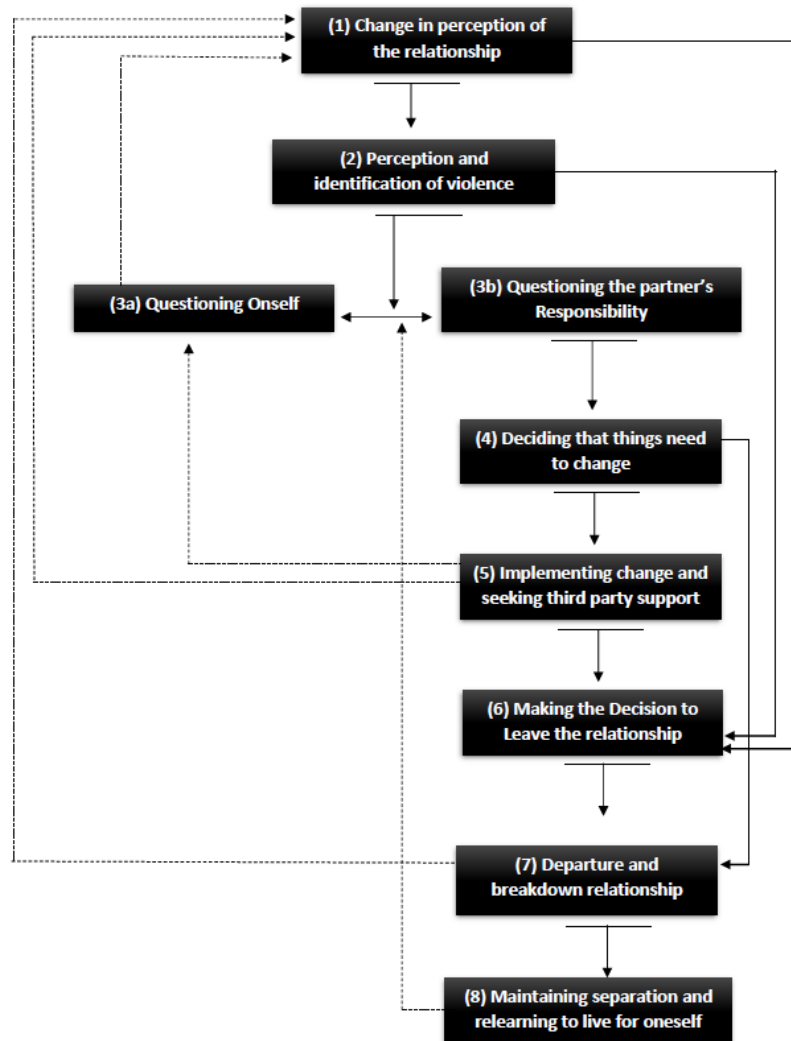 (1) Change in perception of
the relationship
(2) Perception and
identification of violence
(3a) Questioning Onself
(3b) Questioning the partner's
Responsibility
(4) Deciding that things need
to change
(5) Implementing change and
seeking third party support
(6) Making the Decision to
Leave the relationship
(7) Departure and
breakdown relationship
(8) Maintaining separation and
relearning to live for oneself